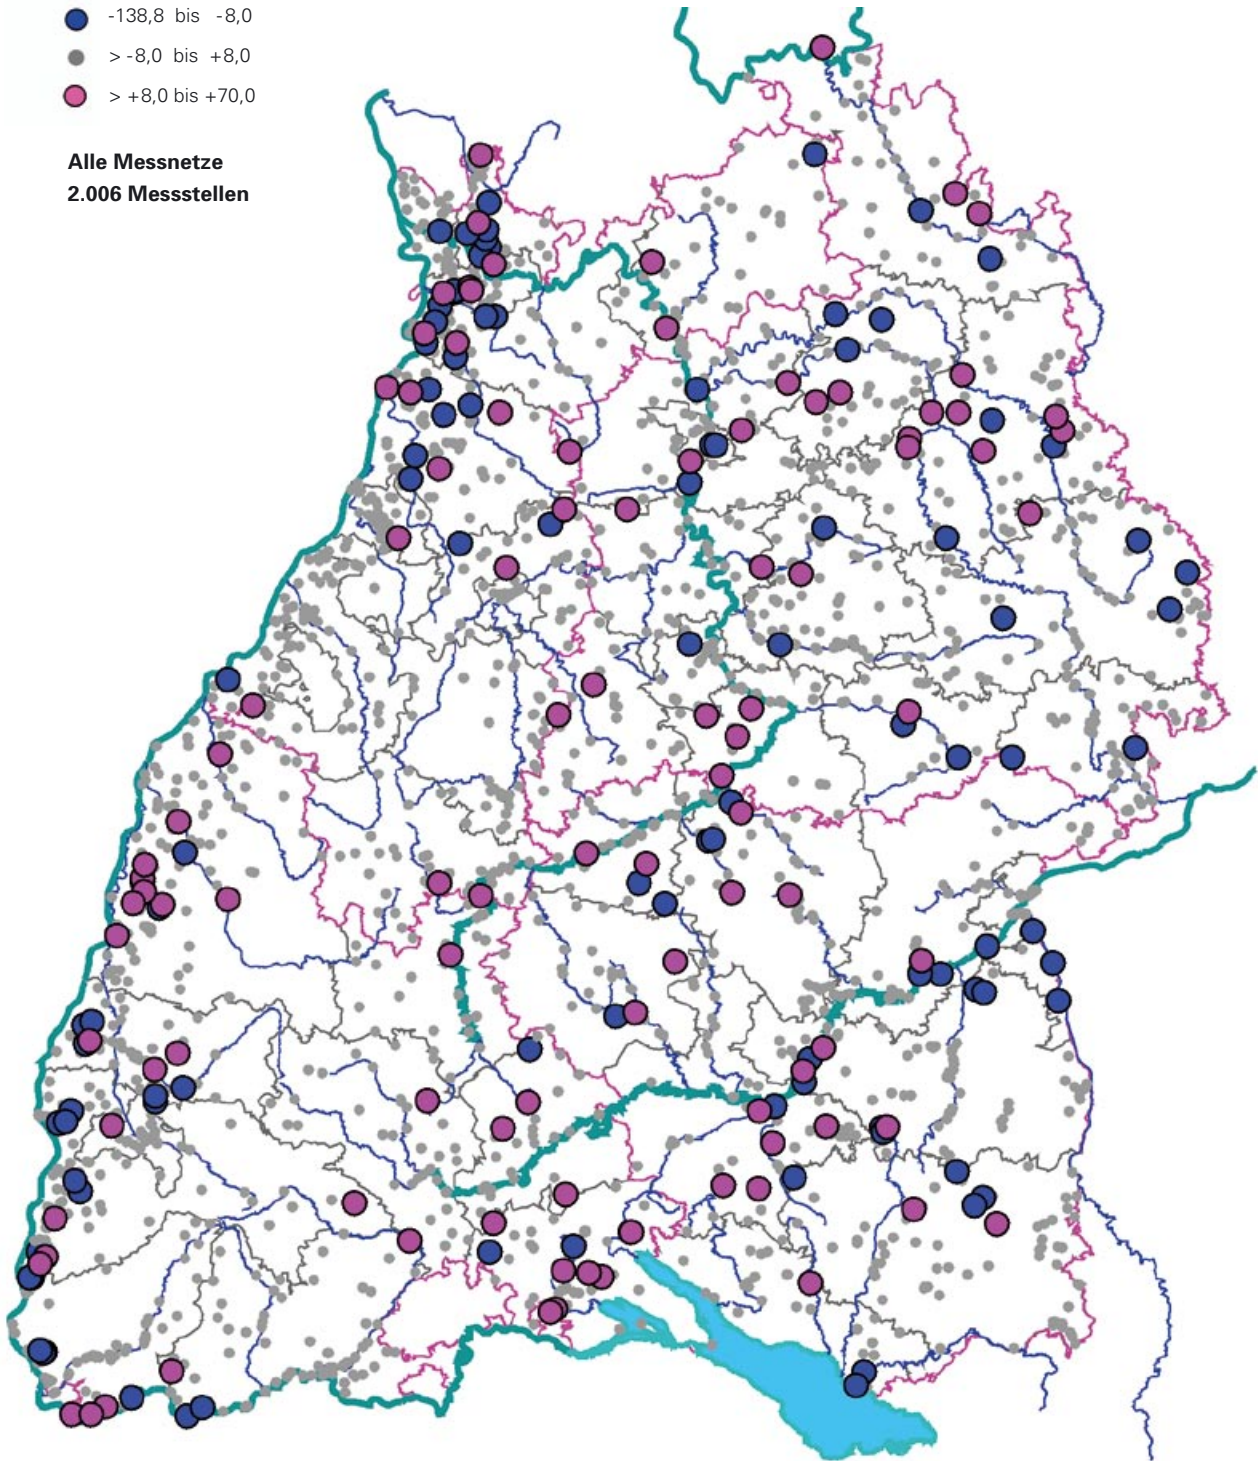 -138,8 bis -8,0
> -8,0 bis +8,0
> +8,0 bis +70,0
Alle Messnetze
2.006 Messstellen